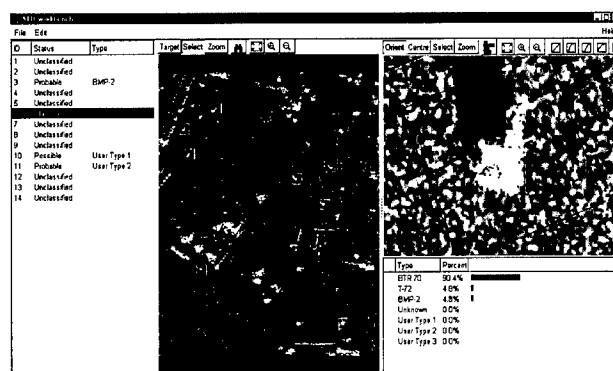 File Edit
ID Status Type
1 Unclassified
2 Unclassified
3 Probable BMP-2
4 Unclassified
5 Unclassified
7 Unclassified
8 Unclassified
9 Unclassified
10 Possible User Type 1
11 Probable User Type 2
12 Unclassified
13 Unclassified
14 Unclassified
Target Select Zoom
Orient Centre Select Zoom
Type Percent
BTR 70 90.4%
T-72 4.8%
BMP-2 4.8%
Unknown 0.0%
User Type 1 0.0%
User Type 2 0.0%
User Type 3 0.0%